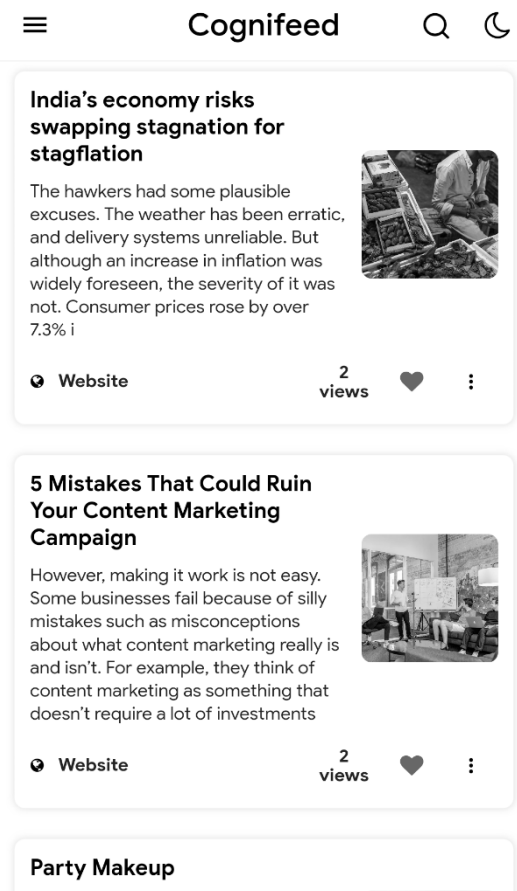 Cognifeed
India’s economy risks
swapping stagnation for
stagflation
The hawkers had some plausible
excuses. The weather has been erratic,
and delivery systems unreliable. But
although an increase in inflation was
widely foreseen, the severity of it was
not. Consumer prices rose by over
7.3% i
Website
2
views
5 Mistakes That Could Ruin
Your Content Marketing
Campaign
However, making it work is not easy.
Some businesses fail because of silly
mistakes such as misconceptions
about what content marketing really is
and isn’t. For example, they think of
content marketing as something that
doesn’t require a lot of investments
Website
2
views
Party Makeup